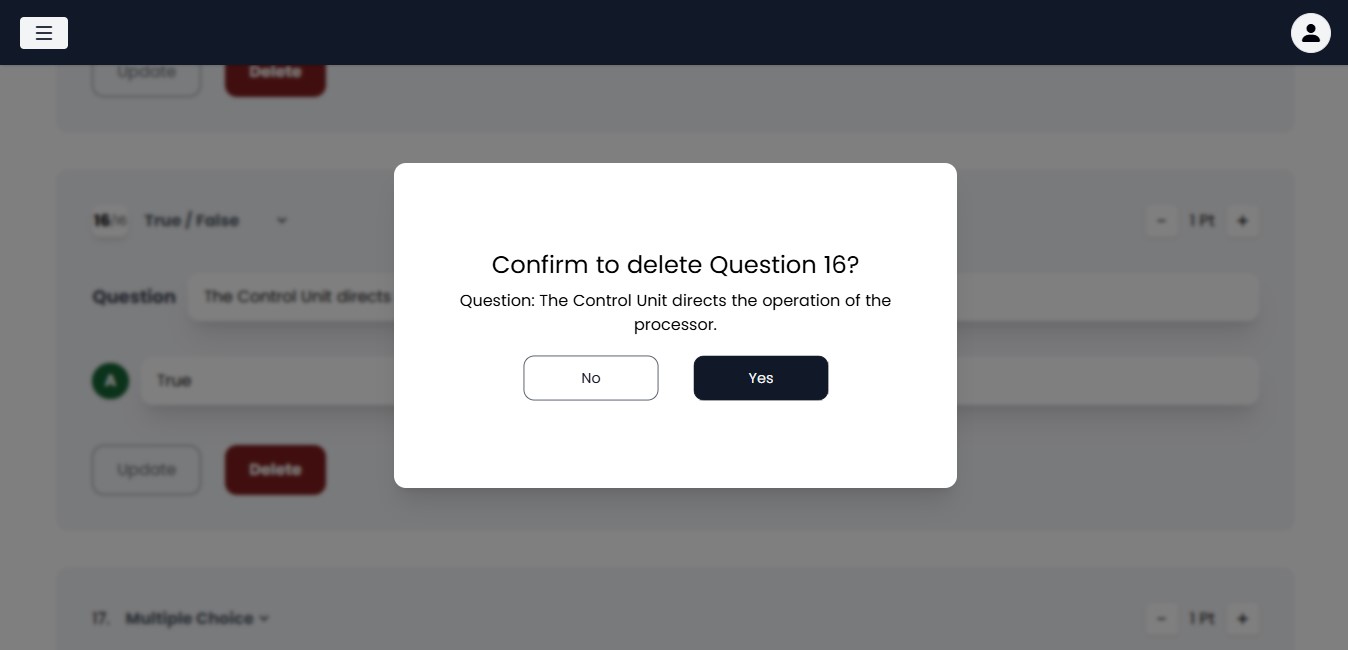 Update
Delete
16/16
True / False
-
1 Pt
+
Question
The Control Unit directs
Confirm to delete Question 16?
Question: The Control Unit directs the operation of the
processor.
No
Yes
A
True
Update
Delete
17.
Multiple Choice
-
1 Pt
+